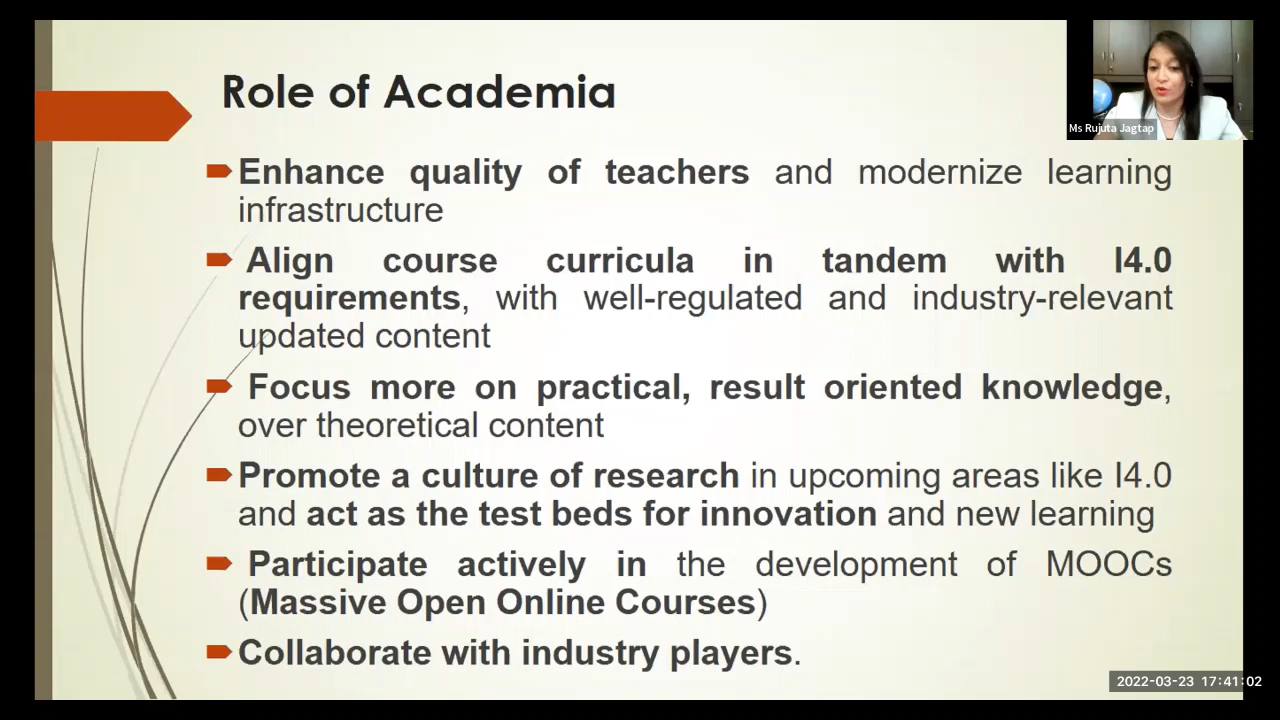 Role of Academia
Ms Rujuta Jagtap
Enhance quality of teachers and modernize learning
infrastructure
Align course curricula in tandem with I4.0
requirements, with well-regulated and industry-relevant
updated content
Focus more on practical, result oriented knowledge,
over theoretical content
Promote a culture of research in upcoming areas like I4.0
and act as the test beds for innovation and new learning
Participate actively in the development of MOOCs
(Massive Open Online Courses)
Collaborate with industry players.
2022-03-23 17:41:02